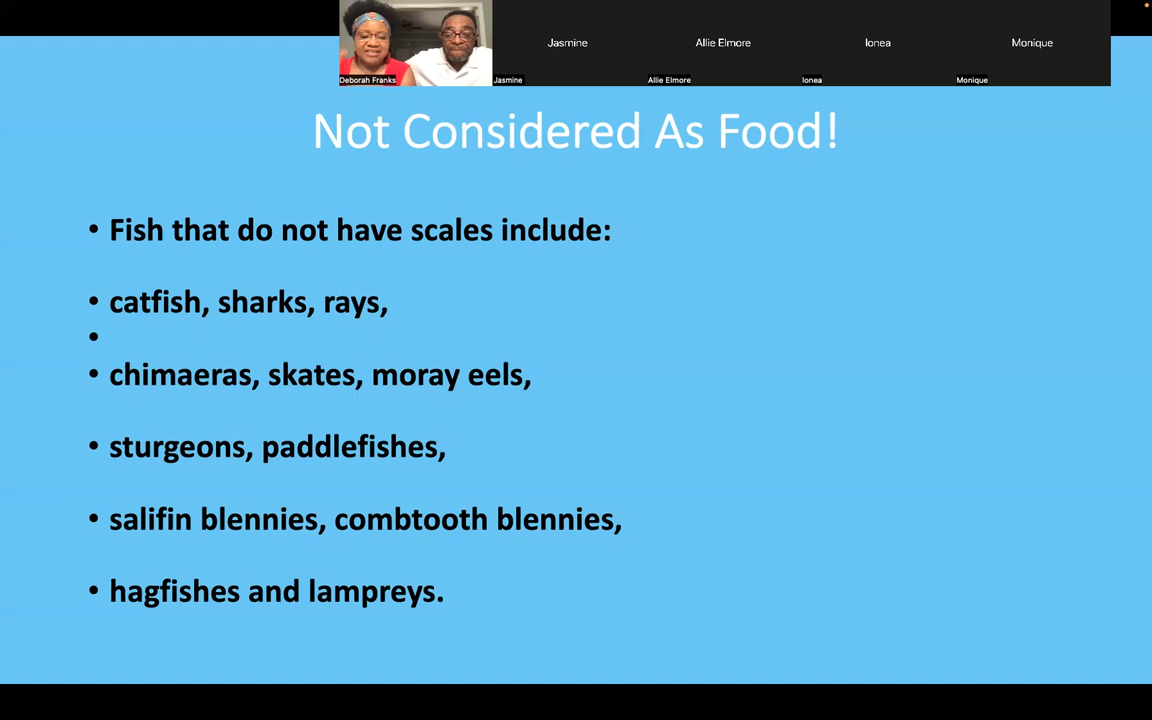 Jasmine
Allie Elmore
Ionea
Monique
Deborah Franks
Jasmine
Allie Elmore
Ionea
Monique
Not Considered As Food!
• Fish that do not have scales include:
• catfish, sharks, rays,
•
• chimaeras, skates, moray eels,
• sturgeons, paddlefishes,
• salifin blennies, combtooth blennies,
• hagfishes and lampreys.